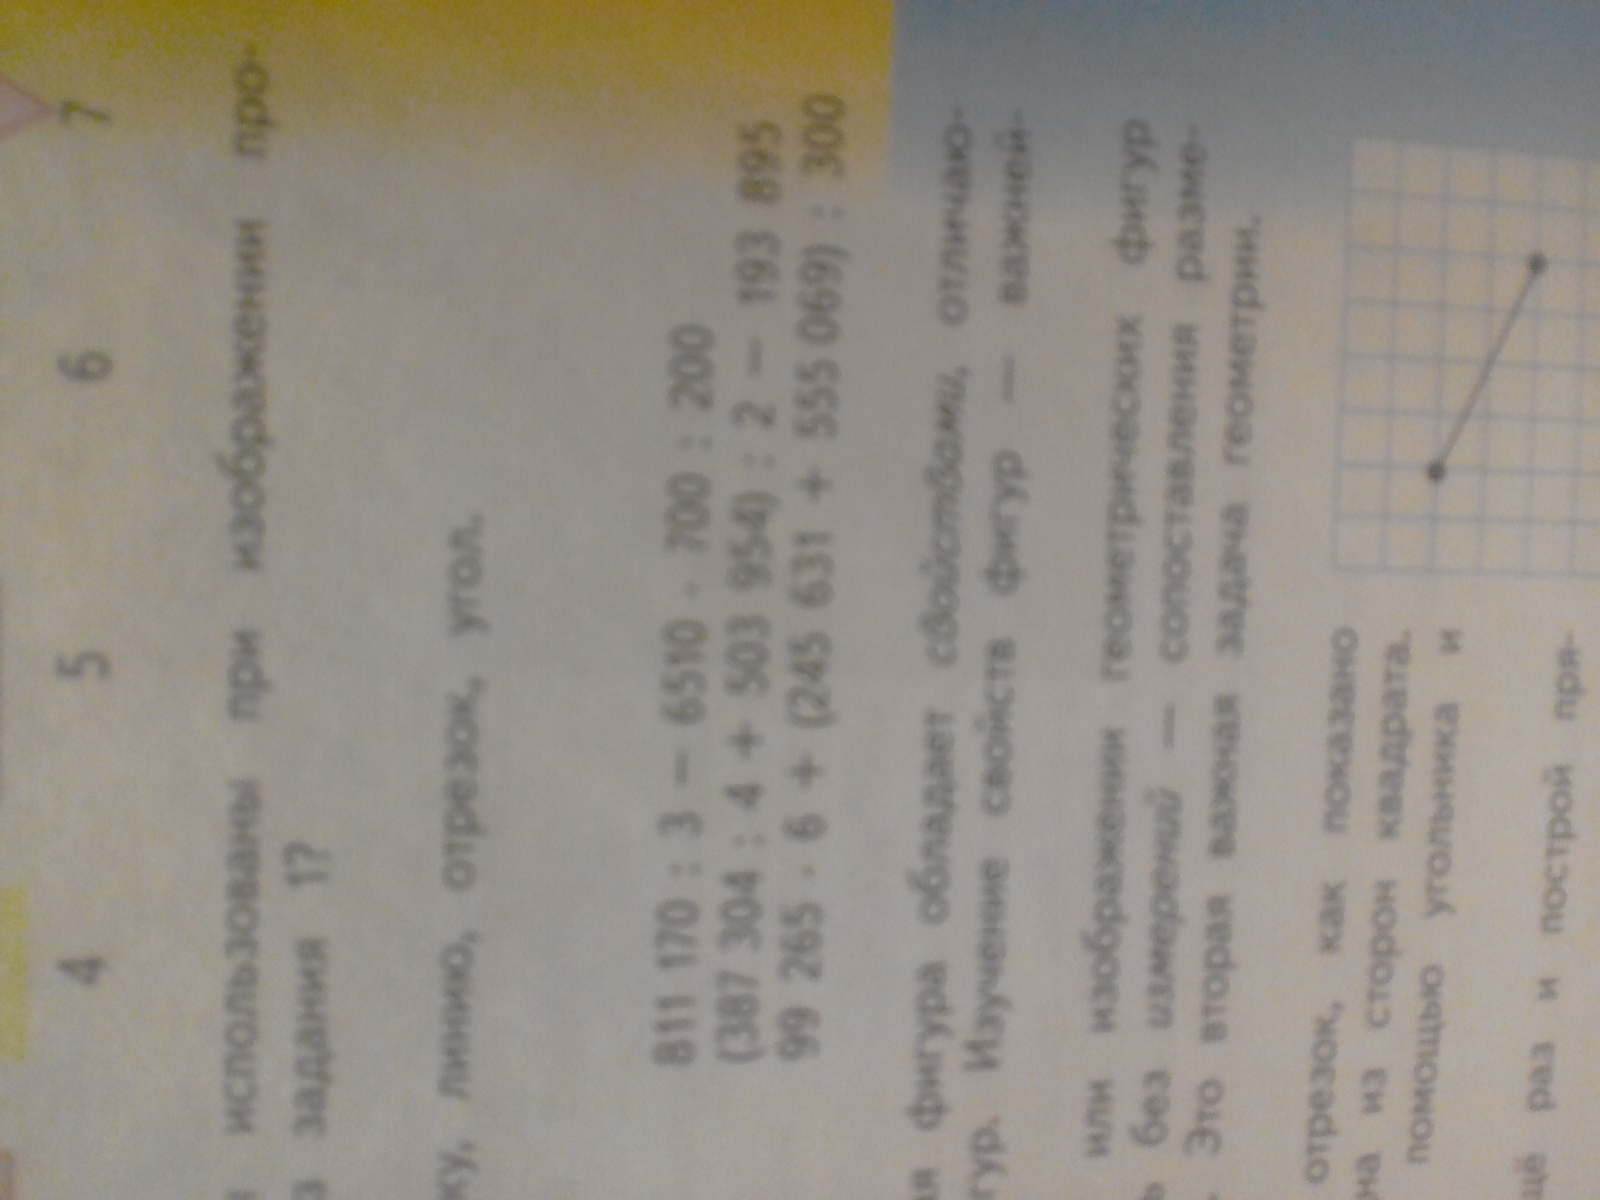 4 5 6 7
использованы при изображении про-
задания 1?
ку, линию, отрезок, угол.
811 170 : 3 – 6510 · 700 : 200
(387 304 : 4 + 503 954) : 2 – 193 895
99 265 · 6 + (245 631 + 555 069) : 300
я фигура обладает свойствами, отличаю-
гур. Изучение свойств фигур — важней-
или изображении геометрических фигур
без измерений — сопоставления разме-
Это вторая важная задача геометрии.
отрезок, как показано
на из сторон квадрата.
помощью угольника и
щё раз и построй пря-